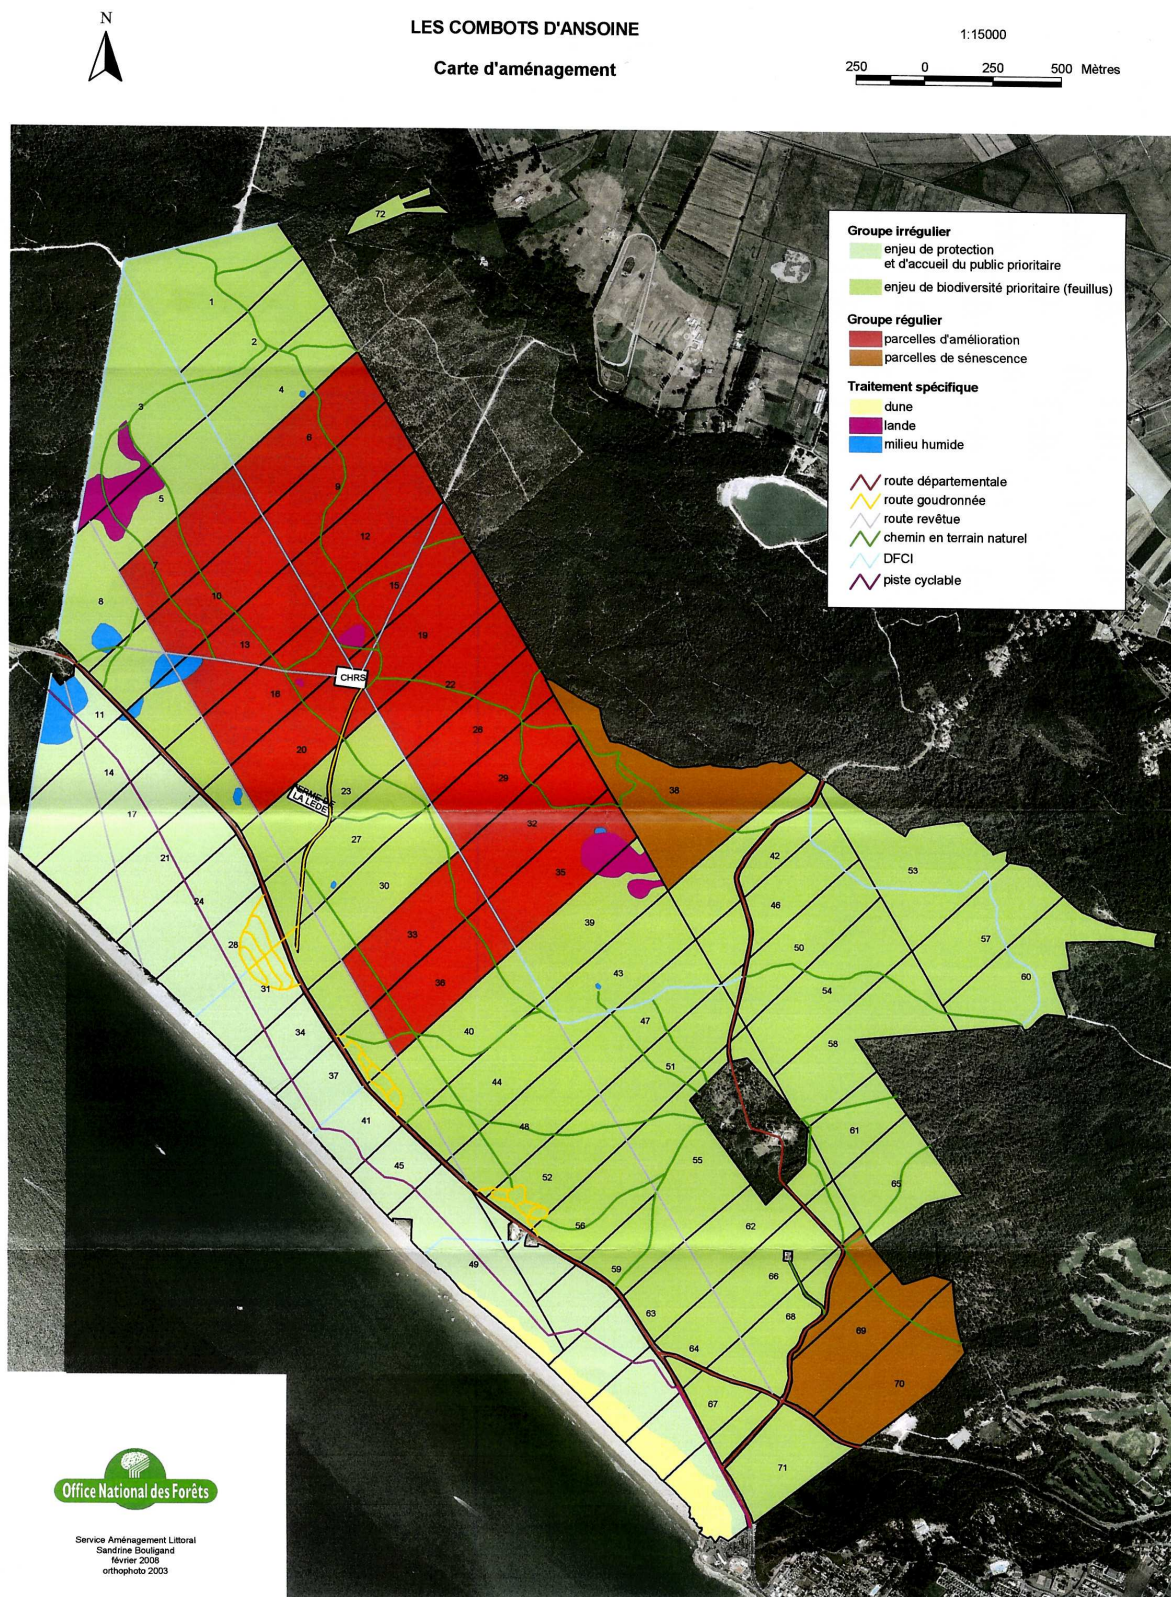 N
LES COMBOTS D'ANSOINE
Carte d'aménagement
1:15000
250 0 250 500 Mètres
Groupe irrégulier
enjeu de protection
et d'accueil du public prioritaire
enjeu de biodiversité prioritaire (feuillus)
Groupe régulier
parcelles d'amélioration
parcelles de sénescence
Traitement spécifique
dune
lande
milieu humide
route départementale
route goudronnée
route revêtue
chemin en terrain naturel
DFCI
piste cyclable
72
1
2
4
3
6
5
9
12
7
10
15
8
13
19
CHRS
22
18
11
26
20
14
29
23
38
FERME DE
LA LEDE
17
32
27
42
21
35
53
30
24
39
46
33
28
50
57
43
36
31
54
60
34
47
40
58
37
51
44
41
48
61
45
55
52
65
56
62
49
59
66
63
68
69
64
70
67
71
Office National des Forêts
Service Aménagement Littoral
Sandrine Bouligand
février 2008
orthophoto 2003